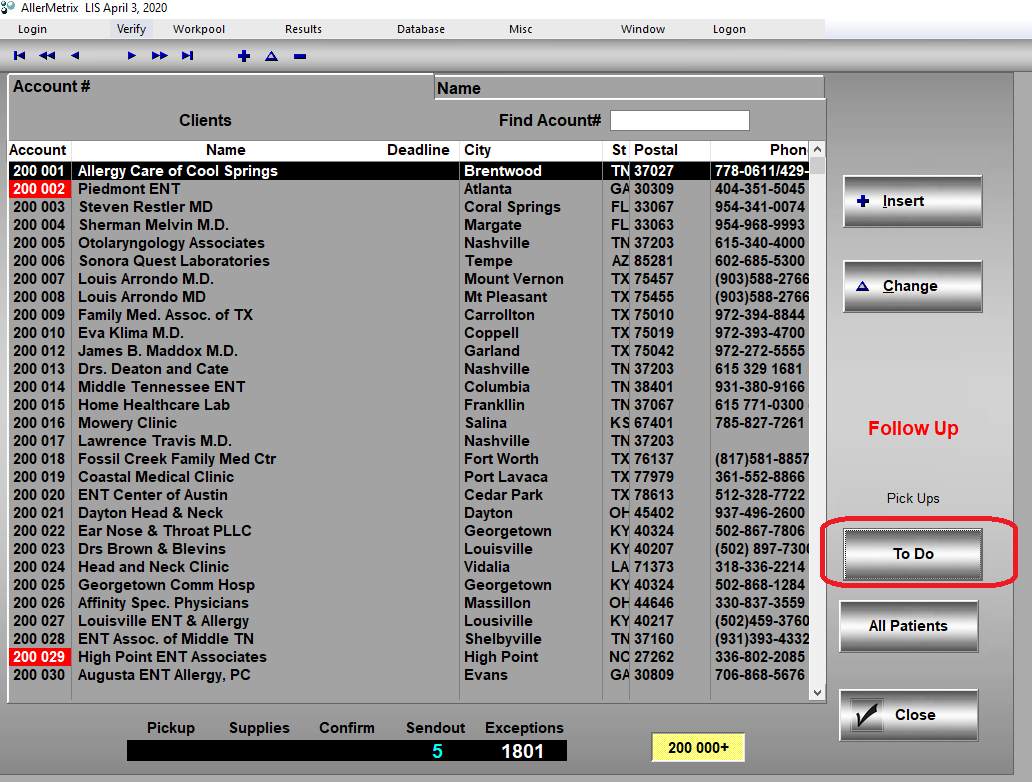 AllerMetrix LIS April 3, 2020
Login Verify Workpool Results Database Misc Window Logon
Account #
Name
Clients
Find Acount#
Account Name Deadline City St Postal Phon
200 001 Allergy Care of Cool Springs Brentwood TN 37027 778-0611/429-
200 002 Piedmont ENT Atlanta GA 30309 404-351-5045
200 003 Steven Restler MD Coral Springs FL 33067 954-341-0074
200 004 Sherman Melvin M.D. Margate FL 33063 954-968-9993
200 005 Otolaryngology Associates Nashville TN 37203 615-340-4000
200 006 Sonora Quest Laboratories Tempe AZ 85281 602-685-5300
200 007 Louis Arrondo M.D. Mount Vernon TX 75457 (903)588-2766
200 008 Louis Arrondo MD Mt Pleasant TX 75455 (903)588-2766
200 009 Family Med. Assoc. of TX Carrollton TX 75010 972-394-8844
200 010 Eva Klima M.D. Coppell TX 75019 972-393-4700
200 012 James B. Maddox M.D. Garland TX 75042 972-272-5555
200 013 Drs. Deaton and Cate Nashville TN 37203 615 329 1681
200 014 Middle Tennessee ENT Columbia TN 38401 931-380-9166
200 015 Home Healthcare Lab Frankllin TN 37067 615 771-0300
200 016 Mowery Clinic Salina KS 67401 785-827-7261
200 017 Lawrence Travis M.D. Nashville TN 37203
200 018 Fossil Creek Family Med Ctr Fort Worth TX 76137 (817)581-8857
200 019 Coastal Medical Clinic Port Lavaca TX 77979 361-552-8866
200 020 ENT Center of Austin Cedar Park TX 78613 512-328-7722
200 021 Dayton Head & Neck Dayton OH 45402 937-496-2600
200 022 Ear Nose & Throat PLLC Georgetown KY 40324 502-867-7806
200 023 Drs Brown & Blevins Louisville KY 40207 (502) 897-7300
200 024 Head and Neck Clinic Vidalia LA 71373 318-336-2214
200 025 Georgetown Comm Hosp Georgetown KY 40324 502-868-1284
200 026 Affinity Spec. Physicians Massillon OH 44646 330-837-3559
200 027 Louisville ENT & Allergy Lousiville KY 40217 (502)459-3760
200 028 ENT Assoc. of Middle TN Shelbyville TN 37160 (931)393-4332
200 029 High Point ENT Associates High Point NC 27262 336-802-2085
200 030 Augusta ENT Allergy, PC Evans GA 30809 706-868-5676
Insert
Change
Follow Up
Pick Ups
To Do
All Patients
Close
Pickup Supplies Confirm Sendout Exceptions
5 1801
200 000+